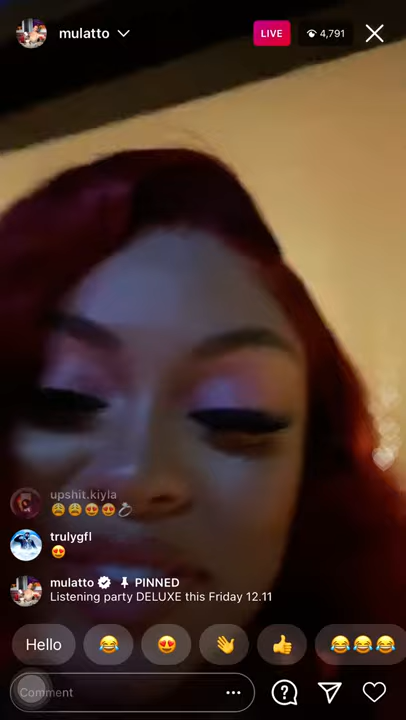 mulatto
LIVE
4,791
upshit.kiyla
😩😩😍😍💍
trulygfl
😍
mulatto PINNED
Listening party DELUXE this Friday 12.11
Hello 😂 😍 👋 👍 😂😂😂
Comment